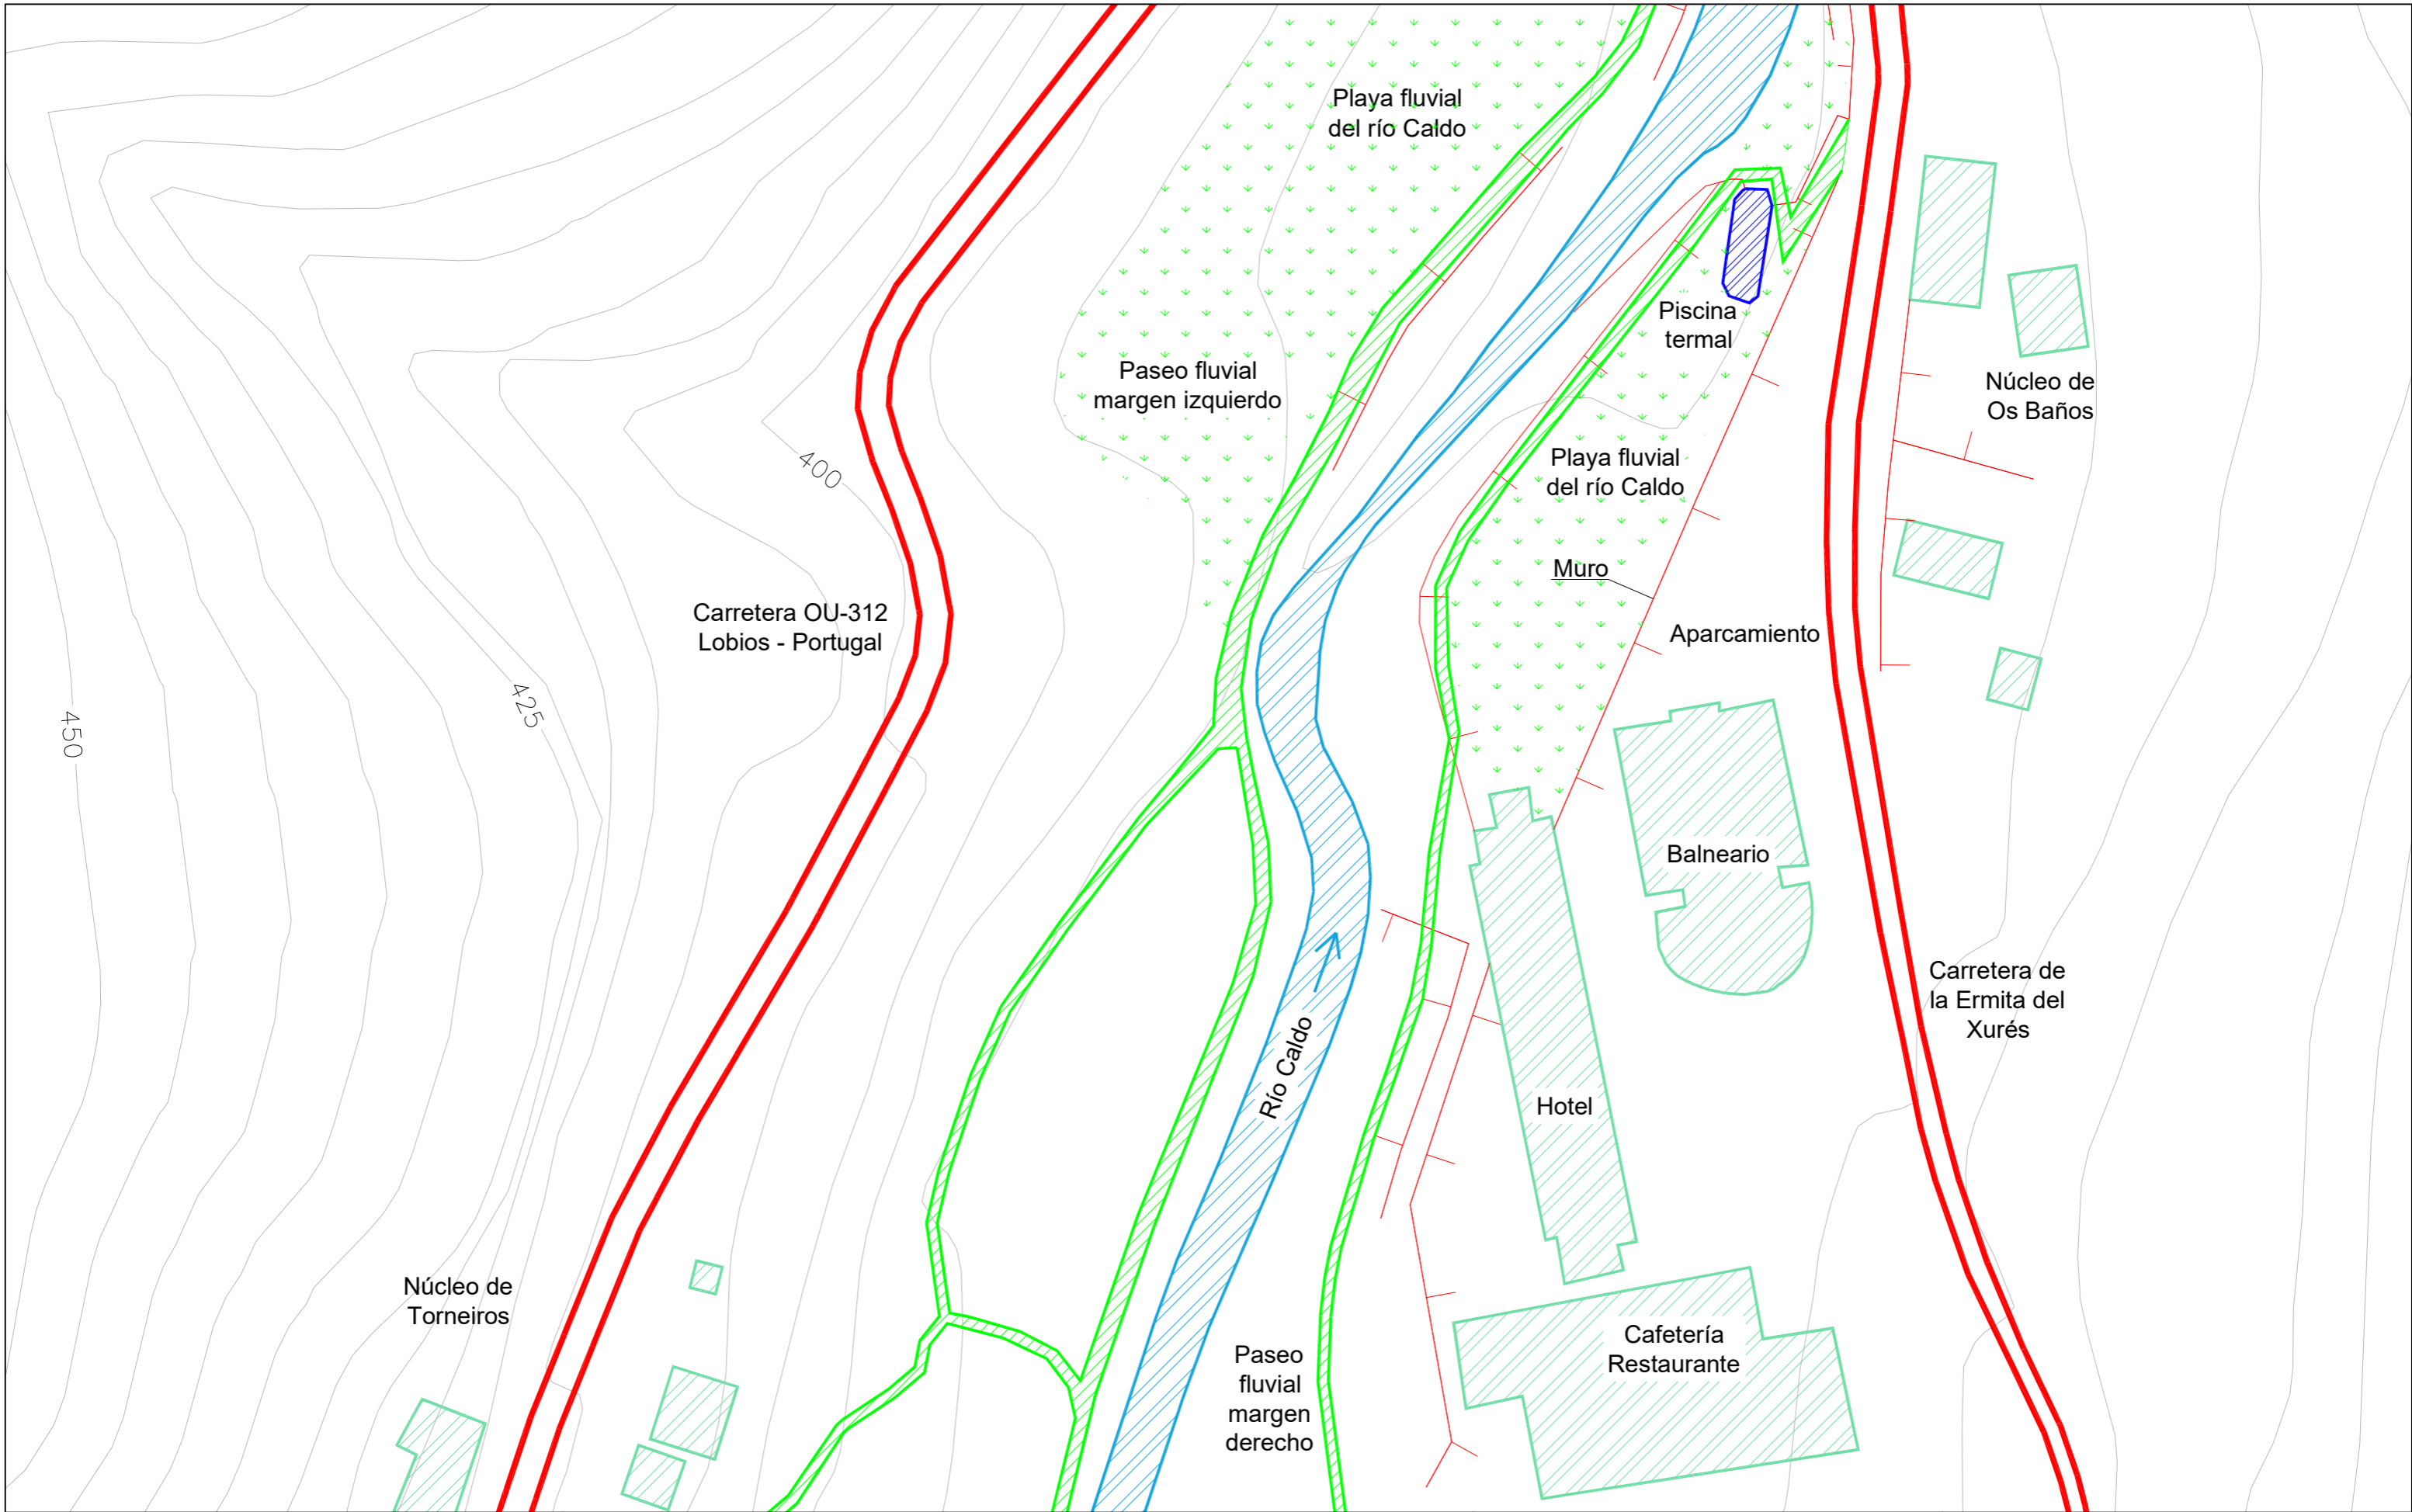 Playa fluvial
del río Caldo
Piscina
termal
Paseo fluvial
margen izquierdo
Núcleo de
Os Baños
400
Playa fluvial
del río Caldo
Muro
Carretera OU-312
Lobios - Portugal
Aparcamiento
425
450
Balneario
Carretera de
la Ermita del
Xurés
Río Caldo
Hotel
Núcleo de
Torneiros
Cafetería
Restaurante
Paseo
fluvial
margen
derecho